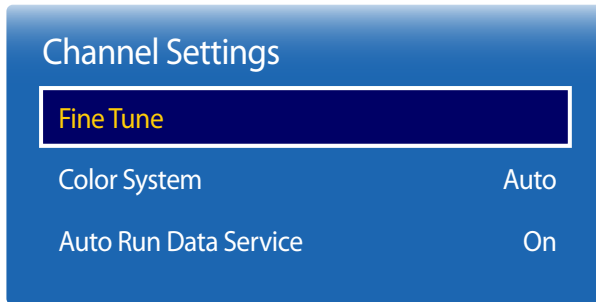 Channel Settings
Fine Tune
Color System Auto
Auto Run Data Service On